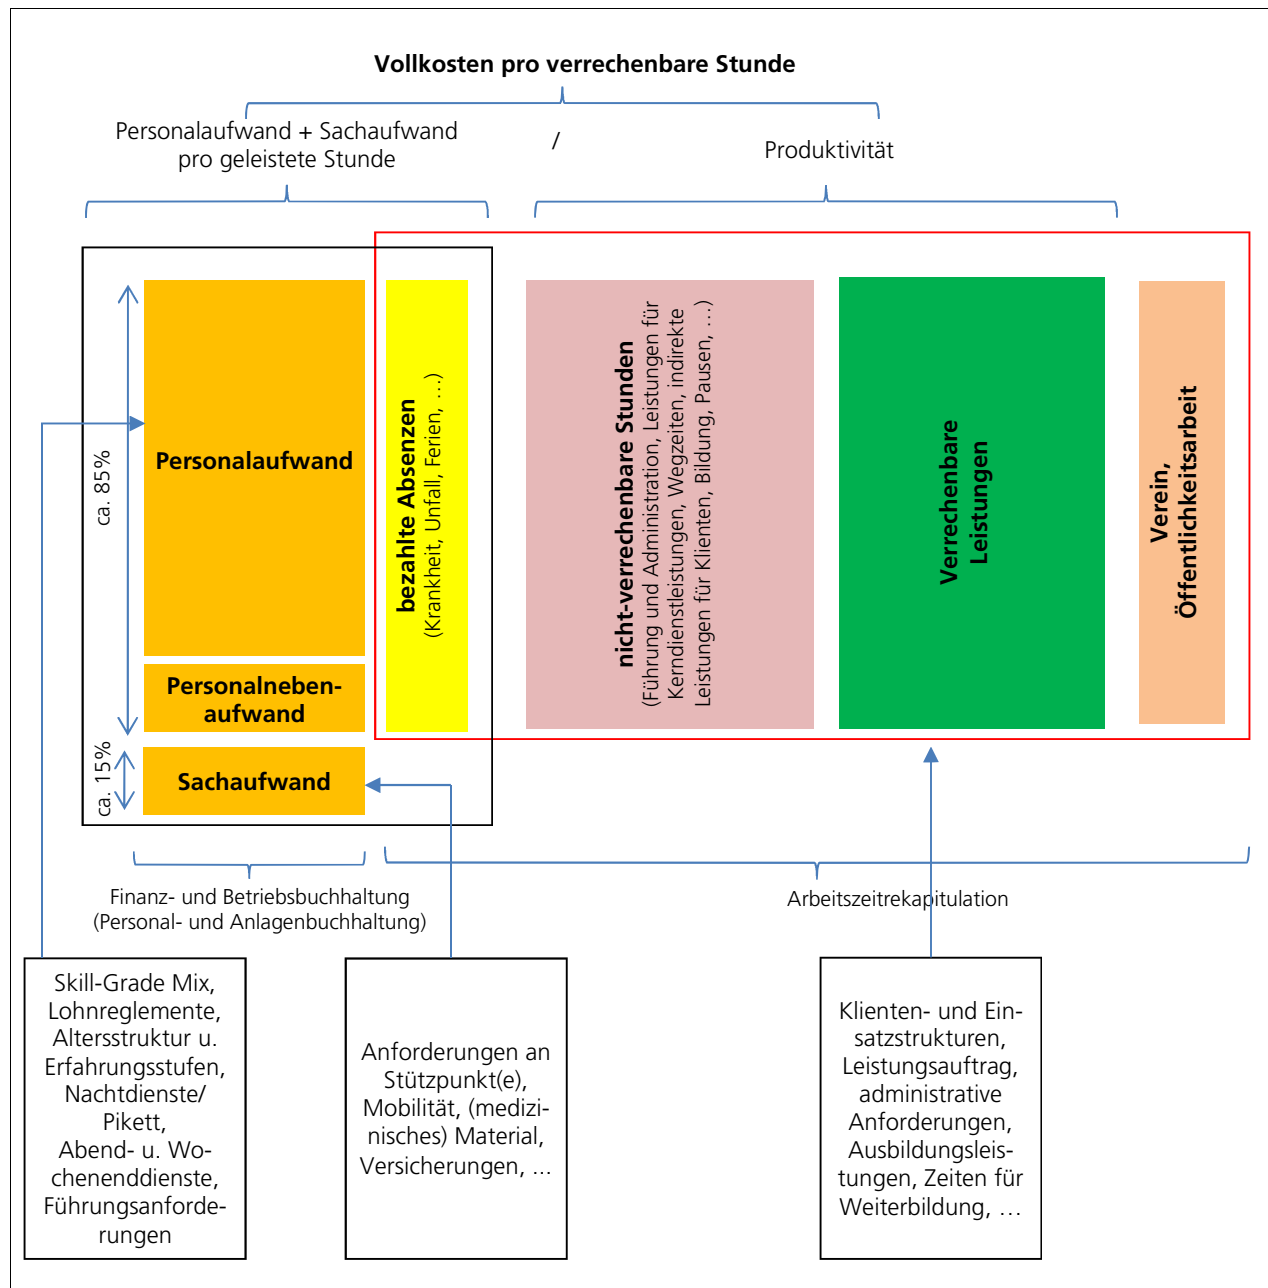 Vollkosten pro verrechenbare Stunde
Personalaufwand + Sachaufwand
pro geleistete Stunde
/
Produktivität
ca. 85%
ca. 15%
Personalaufwand
Personalneben-
aufwand
Sachaufwand
bezahlte Absenzen
(Krankheit, Unfall, Ferien, …)
nicht-verrechenbare Stunden
(Führung und Administration, Leistungen für
Kerndienstleistungen, Wegzeiten, indirekte
Leistungen für Klienten, Bildung, Pausen, …)
Verrechenbare
Leistungen
Verein,
Öffentlichkeitsarbeit
Finanz- und Betriebsbuchhaltung
(Personal- und Anlagenbuchhaltung)
Arbeitszeitrekapitulation
Skill-Grade Mix,
Lohnreglemente,
Altersstruktur u.
Erfahrungsstufen,
Nachtdienste/
Pikett,
Abend- u. Wo-
chenenddienste,
Führungsanforde-
rungen
Anforderungen an
Stützpunkt(e),
Mobilität, (medizi-
nisches) Material,
Versicherungen, ...
Klienten- und Ein-
satzstrukturen,
Leistungsauftrag,
administrative
Anforderungen,
Ausbildungsleis-
tungen, Zeiten für
Weiterbildung, …